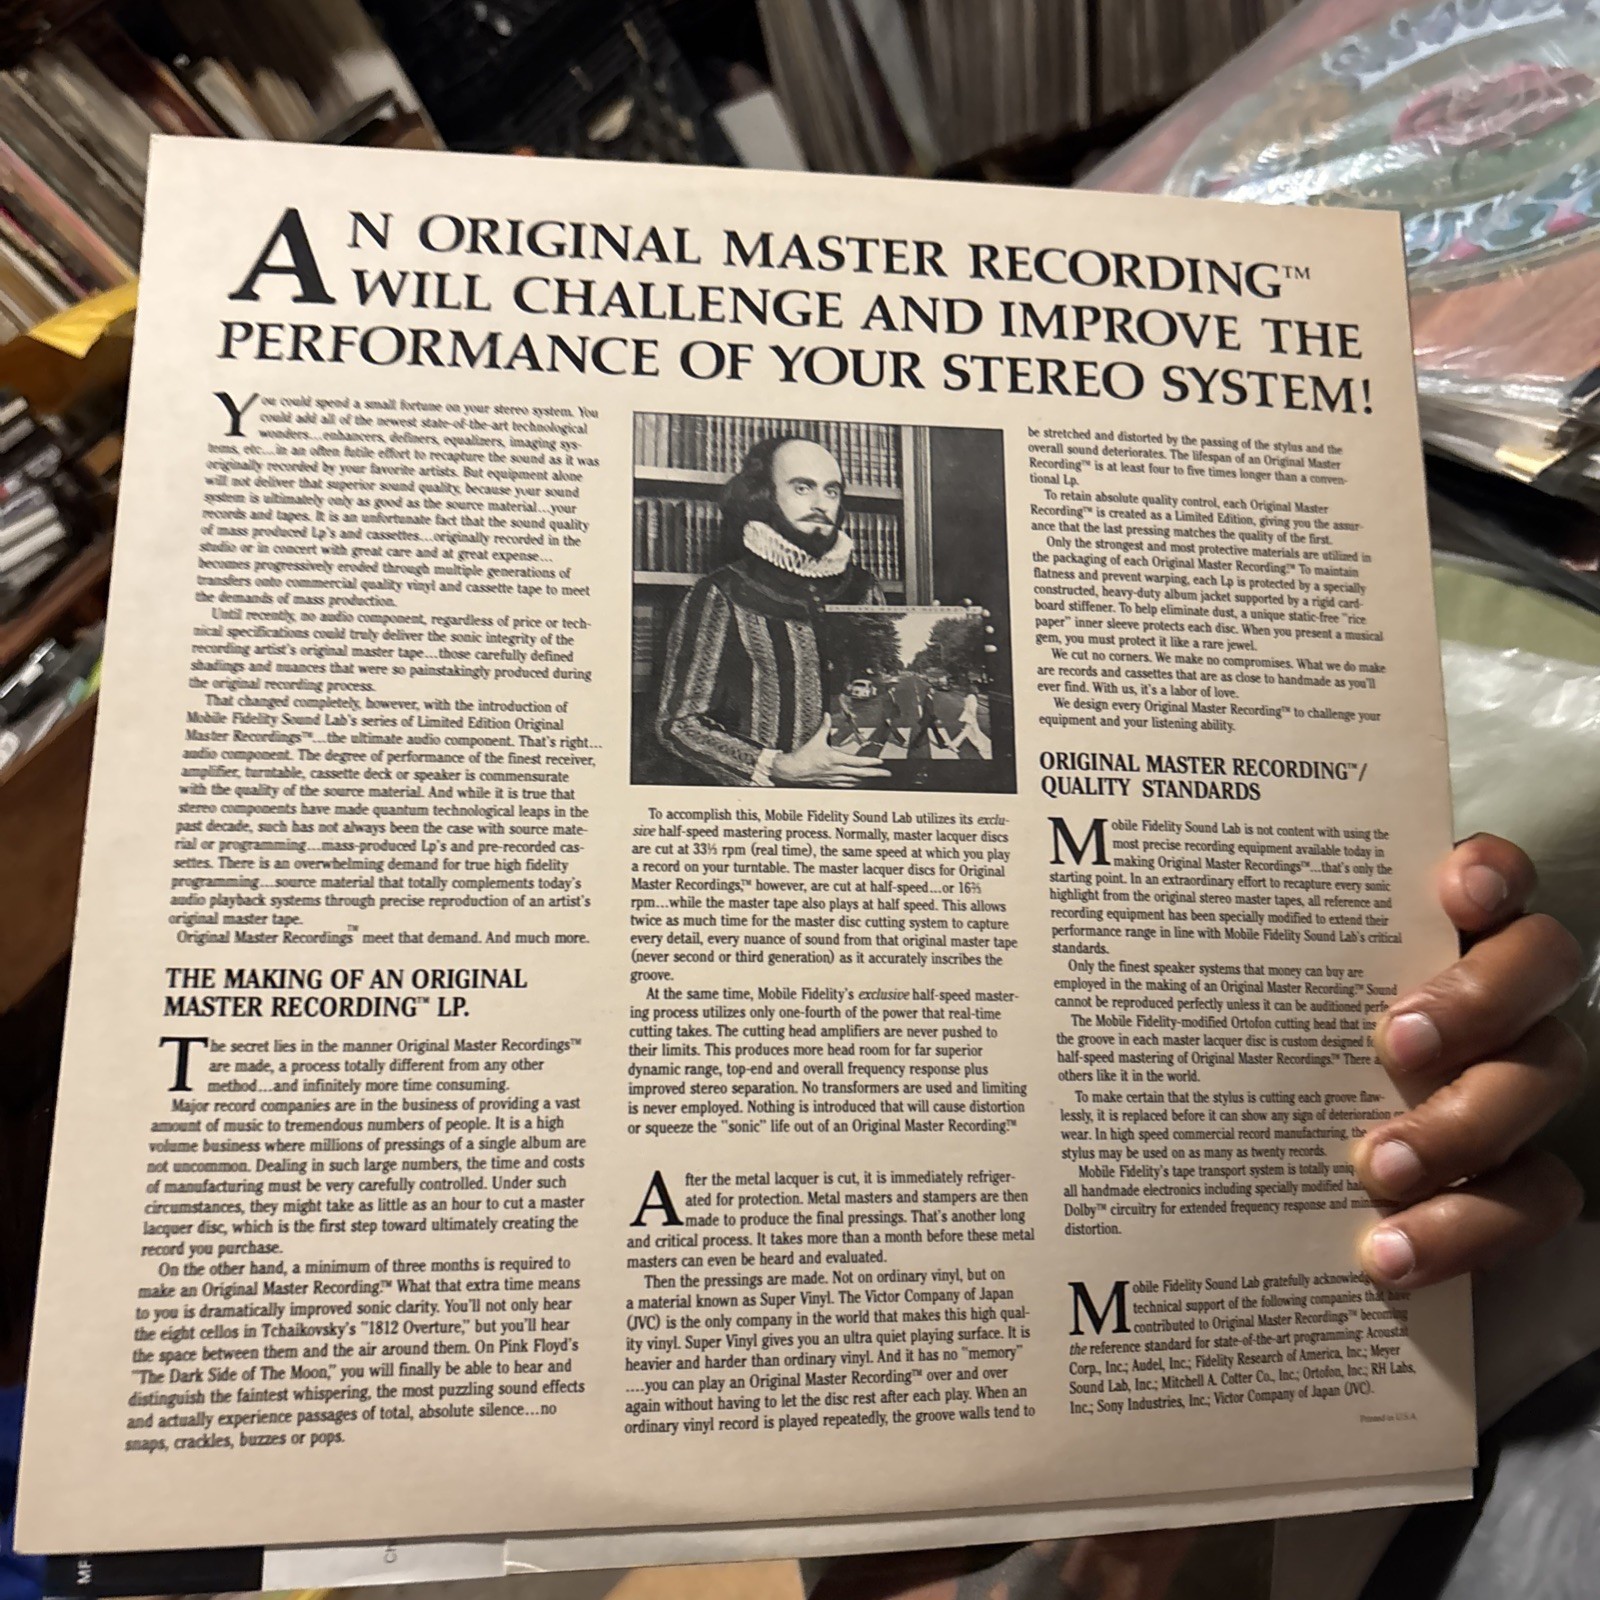 AN ORIGINAL MASTER RECORDING™
WILL CHALLENGE AND IMPROVE THE
PERFORMANCE OF YOUR STEREO SYSTEM!
You could spend a small fortune on your stereo system. You
could add all of the newest state-of-the-art technological
wonders...enhancers, definers, equalizers, imaging sys-
tems, etc...in an often futile effort to recapture the sound as it was
originally recorded by your favorite artists. But equipment alone
will not deliver that superior sound quality, because your sound
system is ultimately only as good as the source material...your
records and tapes. It is an unfortunate fact that the sound quality
of mass produced Lp's and cassettes...originally recorded in the
studio or in concert with great care and at great expense...
becomes progressively eroded through multiple generations of
transfers onto commercial quality vinyl and cassette tape to meet
the demands of mass production.
Until recently, no audio component, regardless of price or tech-
nical specifications could truly deliver the sonic integrity of the
recording artist's original master tape...those carefully defined
shadings and nuances that were so painstakingly produced during
the original recording process.
That changed completely, however, with the introduction of
Mobile Fidelity Sound Lab's series of Limited Edition Original
Master Recordings™...the ultimate audio component. That's right...
audio component. The degree of performance of the finest receiver,
amplifier, turntable, cassette deck or speaker is commensurate
with the quality of the source material. And while it is true that
stereo components have made quantum technological leaps in the
past decade, such has not always been the case with source mate-
rial or programming...mass-produced Lp's and pre-recorded cas-
settes. There is an overwhelming demand for true high fidelity
programming...source material that totally complements today's
audio playback systems through precise reproduction of an artist's
original master tape.
Original Master Recordings™ meet that demand. And much more.
THE MAKING OF AN ORIGINAL
MASTER RECORDING™ LP.
The secret lies in the manner Original Master Recordings™
are made, a process totally different from any other
method...and infinitely more time consuming.
Major record companies are in the business of providing a vast
amount of music to tremendous numbers of people. It is a high
volume business where millions of pressings of a single album are
not uncommon. Dealing in such large numbers, the time and costs
of manufacturing must be very carefully controlled. Under such
circumstances, they might take as little as an hour to cut a master
lacquer disc, which is the first step toward ultimately creating the
record you purchase.
On the other hand, a minimum of three months is required to
make an Original Master Recording.™ What that extra time means
to you is dramatically improved sonic clarity. You'll not only hear
the eight cellos in Tchaikovsky's "1812 Overture," but you'll hear
the space between them and the air around them. On Pink Floyd's
"The Dark Side of The Moon," you will finally be able to hear and
distinguish the faintest whispering, the most puzzling sound effects
and actually experience passages of total, absolute silence...no
snaps, crackles, buzzes or pops.
ORIGINAL MASTER RECORDING
To accomplish this, Mobile Fidelity Sound Lab utilizes its exclu-
sive half-speed mastering process. Normally, master lacquer discs
are cut at 33⅓ rpm (real time), the same speed at which you play
a record on your turntable. The master lacquer discs for Original
Master Recordings,™ however, are cut at half-speed...or 16⅔
rpm...while the master tape also plays at half speed. This allows
twice as much time for the master disc cutting system to capture
every detail, every nuance of sound from that original master tape
(never second or third generation) as it accurately inscribes the
groove.
At the same time, Mobile Fidelity's exclusive half-speed master-
ing process utilizes only one-fourth of the power that real-time
cutting takes. The cutting head amplifiers are never pushed to
their limits. This produces more head room for far superior
dynamic range, top-end and overall frequency response plus
improved stereo separation. No transformers are used and limiting
is never employed. Nothing is introduced that will cause distortion
or squeeze the "sonic" life out of an Original Master Recording.™
After the metal lacquer is cut, it is immediately refriger-
ated for protection. Metal masters and stampers are then
made to produce the final pressings. That's another long
and critical process. It takes more than a month before these metal
masters can even be heard and evaluated.
Then the pressings are made. Not on ordinary vinyl, but on
a material known as Super Vinyl. The Victor Company of Japan
(JVC) is the only company in the world that makes this high qual-
ity vinyl. Super Vinyl gives you an ultra quiet playing surface. It is
heavier and harder than ordinary vinyl. And it has no "memory"
....you can play an Original Master Recording™ over and over
again without having to let the disc rest after each play. When an
ordinary vinyl record is played repeatedly, the groove walls tend to
be stretched and distorted by the passing of the stylus and the
overall sound deteriorates. The lifespan of an Original Master
Recording™ is at least four to five times longer than a conven-
tional Lp.
To retain absolute quality control, each Original Master
Recording™ is created as a Limited Edition, giving you the assur-
ance that the last pressing matches the quality of the first.
Only the strongest and most protective materials are utilized in
the packaging of each Original Master Recording.™ To maintain
flatness and prevent warping, each Lp is protected by a specially
constructed, heavy-duty album jacket supported by a rigid card-
board stiffener. To help eliminate dust, a unique static-free "rice
paper" inner sleeve protects each disc. When you present a musical
gem, you must protect it like a rare jewel.
We cut no corners. We make no compromises. What we do make
are records and cassettes that are as close to handmade as you'll
ever find. With us, it's a labor of love.
We design every Original Master Recording™ to challenge your
equipment and your listening ability.
ORIGINAL MASTER RECORDING™/
QUALITY STANDARDS
Mobile Fidelity Sound Lab is not content with using the
most precise recording equipment available today in
making Original Master Recordings™...that's only the
starting point. In an extraordinary effort to recapture every sonic
highlight from the original stereo master tapes, all reference and
recording equipment has been specially modified to extend their
performance range in line with Mobile Fidelity Sound Lab's critical
standards.
Only the finest speaker systems that money can buy are
employed in the making of an Original Master Recording.™ Sound
cannot be reproduced perfectly unless it can be auditioned perfe
The Mobile Fidelity-modified Ortofon cutting head that ins
the groove in each master lacquer disc is custom designed f
half-speed mastering of Original Master Recordings.™ There a
others like it in the world.
To make certain that the stylus is cutting each groove flaw-
lessly, it is replaced before it can show any sign of deterioration or
wear. In high speed commercial record manufacturing, the
stylus may be used on as many as twenty records.
Mobile Fidelity's tape transport system is totally uniq
all handmade electronics including specially modified hal
Dolby™ circuitry for extended frequency response and minim
distortion.
Mobile Fidelity Sound Lab gratefully acknowledg
technical support of the following companies that have
contributed to Original Master Recordings™ becoming
the reference standard for state-of-the-art programming: Acoustat
Corp., Inc.; Audel, Inc.; Fidelity Research of America, Inc.; Meyer
Sound Lab, Inc.; Mitchell A. Cotter Co., Inc.; Ortofon, Inc.; RH Labs,
Inc.; Sony Industries, Inc.; Victor Company of Japan (JVC).
Printed in U.S.A.
MF
Ch